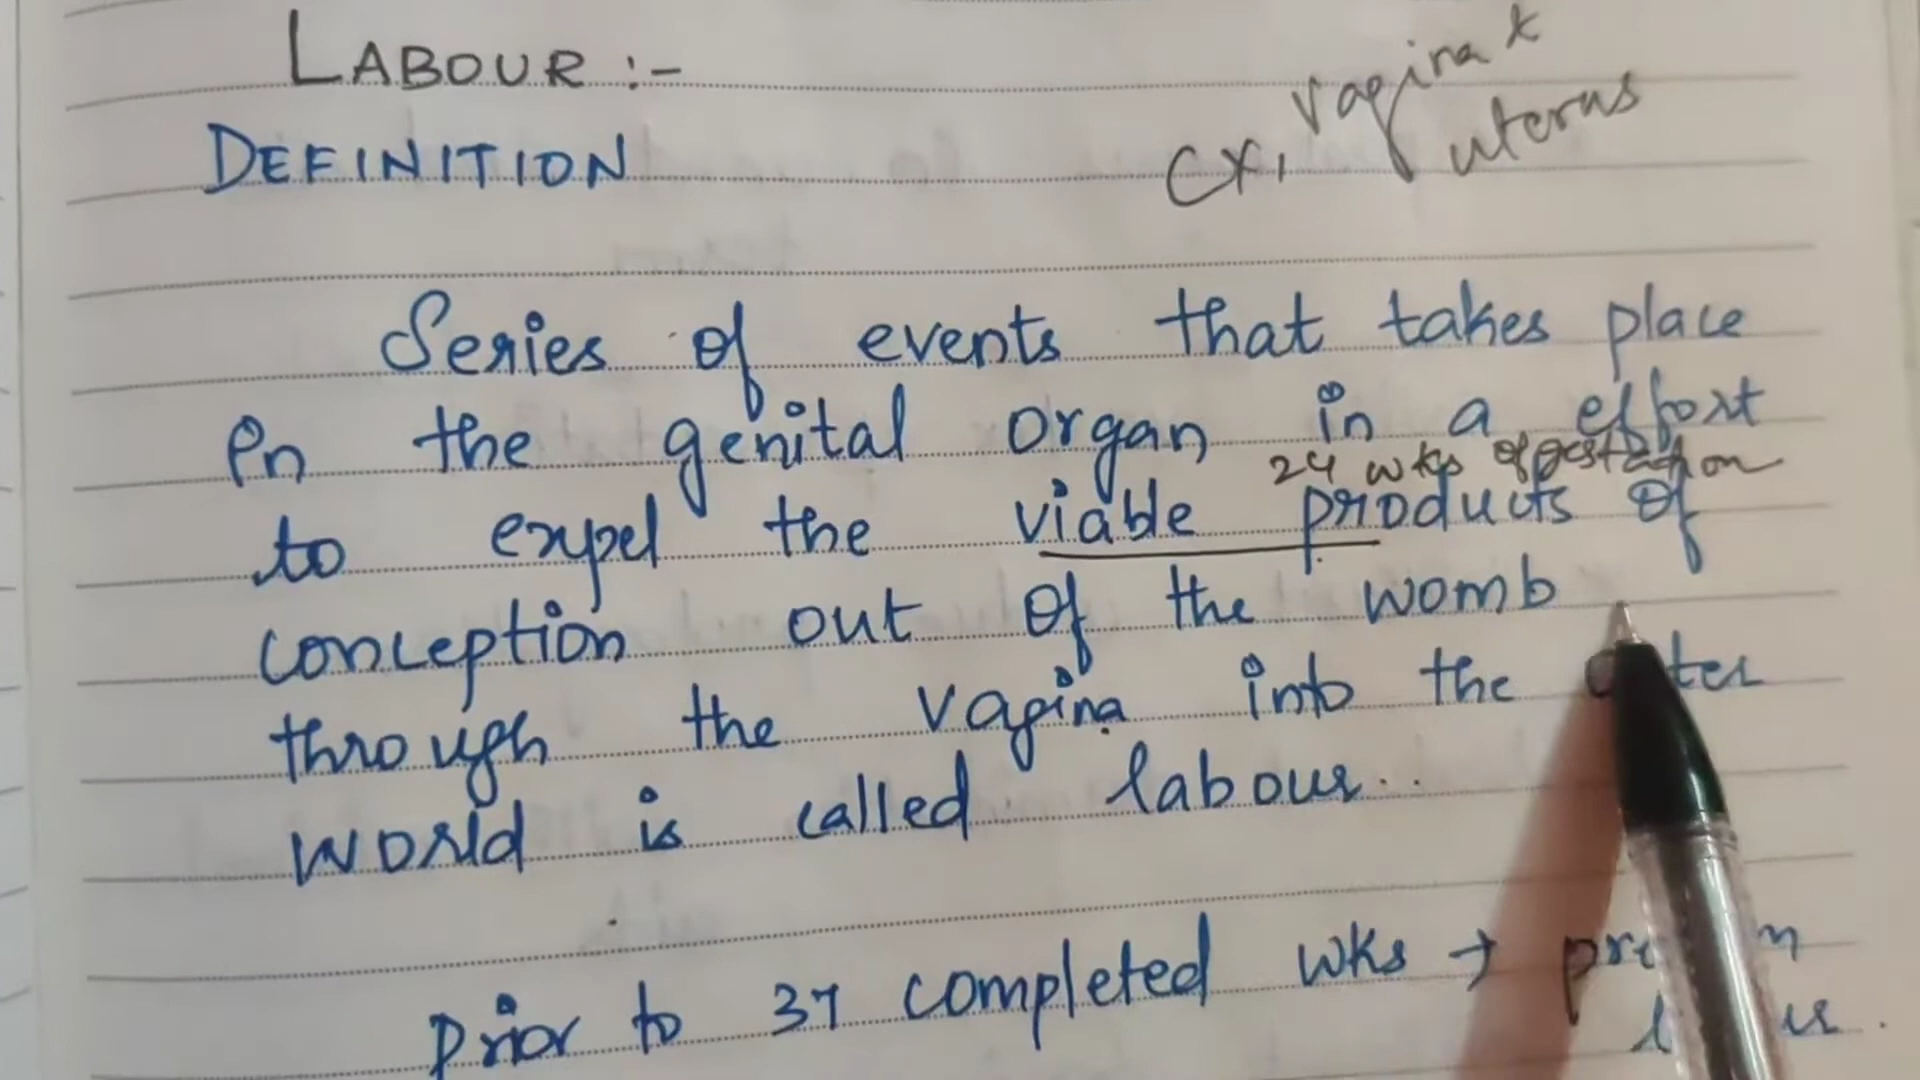 LABOUR :-
DEFINITION
Cx, vagina &
uterus
Series of events that takes place
in the genital organ in a effort
24 wks of gestation
to expel the viable products of
conception out of the womb
through the vagina into the
world is called labour.
Prior to 37 completed wks →